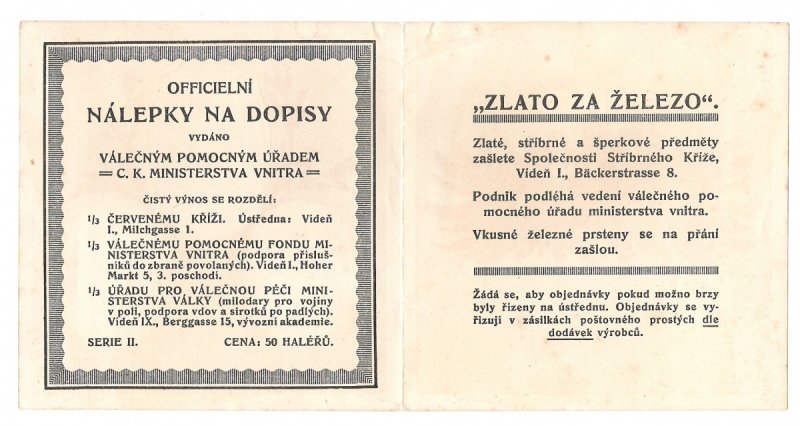 OFFICIELNÍ
NÁLEPKY NA DOPISY
VYDÁNO
VÁLEČNÝM POMOCNÝM ÚŘADEM
= C. K. MINISTERSTVA VNITRA =
ČISTÝ VÝNOS SE ROZDĚLÍ:
1/3 ČERVENÉMU KŘÍŽI. Ústředna: Videň
I., Milchgasse 1.
1/3 VÁLEČNÉMU POMOCNÉMU FONDU MI-
NISTERSTVA VNITRA (podpora přísluš-
níků do zbraně povolaných). Vídeň I., Hoher
Markt 5, 3. poschodí.
1/3 ÚŘADU PRO VÁLEČNOU PÉČI MINI-
STERSTVA VÁLKY (milodary pro vojíny
v poli, podpora vdov a sirotků po padlých).
Vídeň IX., Berggasse 15, vývozní akademie.
SERIE II. CENA: 50 HALÉŘŮ.
„ZLATO ZA ŽELEZO“.
Zlaté, stříbrné a šperkové předměty
zašlete Společnosti Stříbrného Kříže,
Vídeň I., Bäckerstrasse 8.
Podnik podléhá vedení válečného po-
mocného úřadu ministerstva vnitra.
Vkusné železné prsteny se na přání
zašlou.
Žádá se, aby objednávky pokud možno brzy
byly řízeny na ústřednu. Objednávky se vy-
řizují v zásilkách poštovného prostých dle
dodávek výrobců.